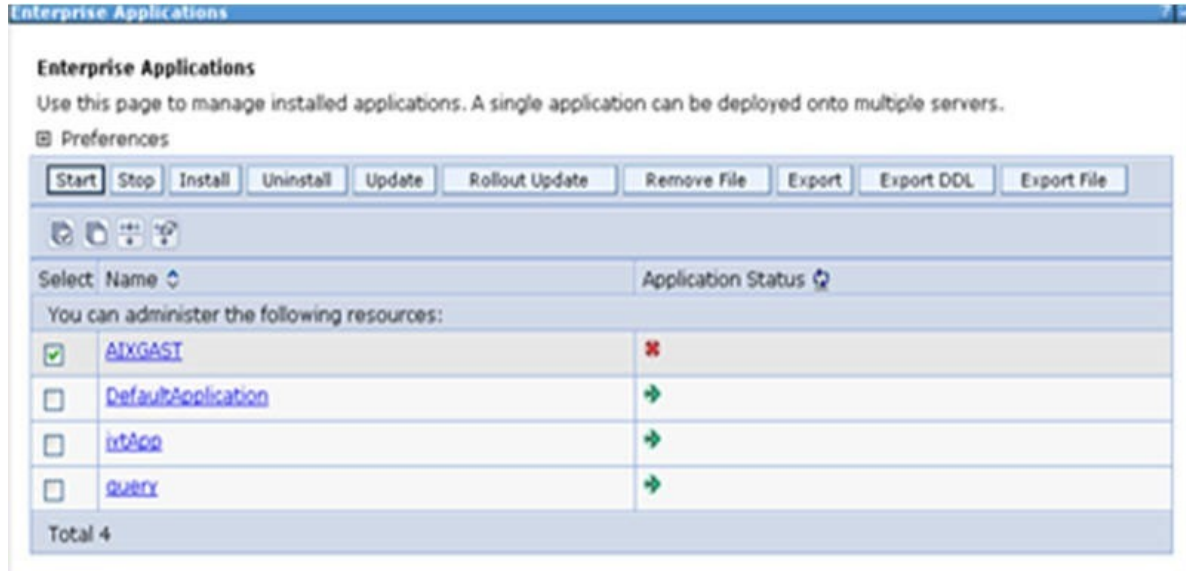 Enterprise Applications
Enterprise Applications
Use this page to manage installed applications. A single application can be deployed onto multiple servers.
Preferences
Start Stop Install Uninstall Update Rollout Update Remove File Export Export DDL Export File
Select Name Application Status
You can administer the following resources:
AIXGAST
DefaultApplication
ivtApp
query
Total 4